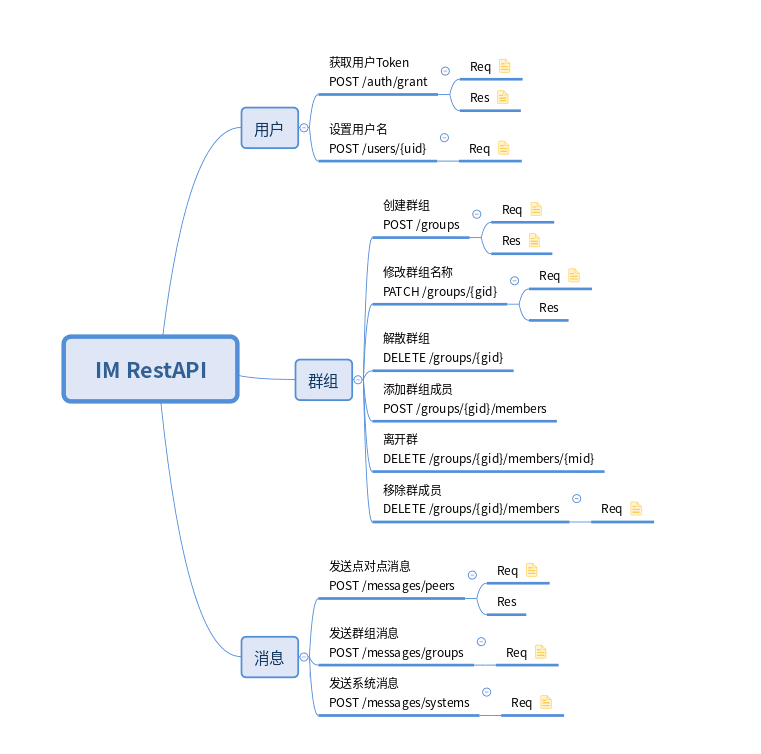 IM RestAPI
用户
获取用户Token
POST /auth/grant
Req
Res
设置用户名
POST /users/{uid}
Req
群组
创建群组
POST /groups
Req
Res
修改群组名称
PATCH /groups/{gid}
Req
Res
解散群组
DELETE /groups/{gid}
添加群组成员
POST /groups/{gid}/members
离开群
DELETE /groups/{gid}/members/{mid}
移除群成员
DELETE /groups/{gid}/members
Req
消息
发送点对点消息
POST /messages/peers
Req
Res
发送群组消息
POST /messages/groups
Req
发送系统消息
POST /messages/systems
Req